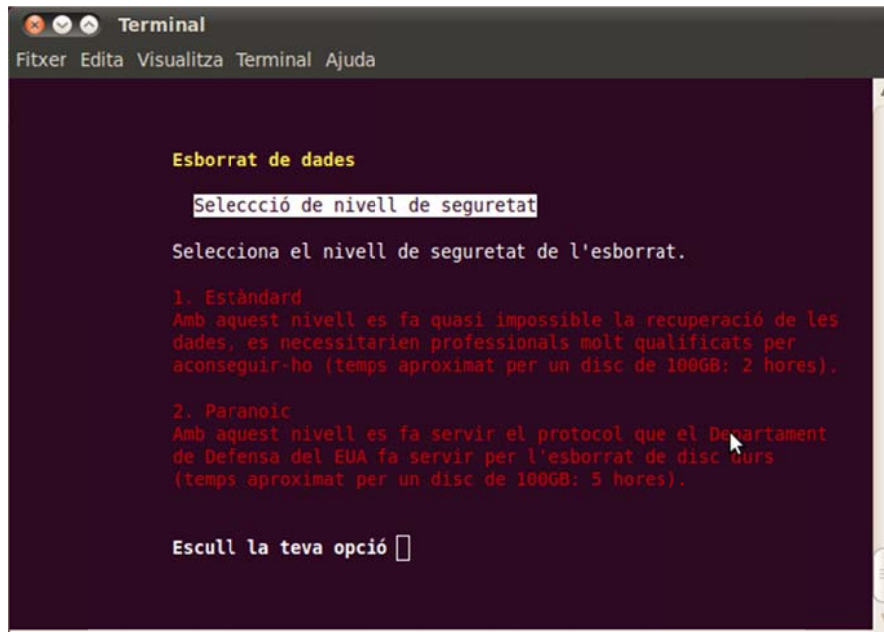 Terminal
Fitxer Edita Visualitza Terminal Ajuda
Esborrat de dades
Seleccció de nivell de seguretat
Selecciona el nivell de seguretat de l'esborrat.
1. Estàndard
Amb aquest nivell es fa quasi impossible la recuperació de les
dades, es necessitarien professionals molt qualificats per
aconseguir-ho (temps aproximat per un disc de 100GB: 2 hores).
2. Paranoic
Amb aquest nivell es fa servir el protocol que el Departament
de Defensa del EUA fa servir per l'esborrat de disc durs
(temps aproximat per un disc de 100GB: 5 hores).
Escull la teva opció